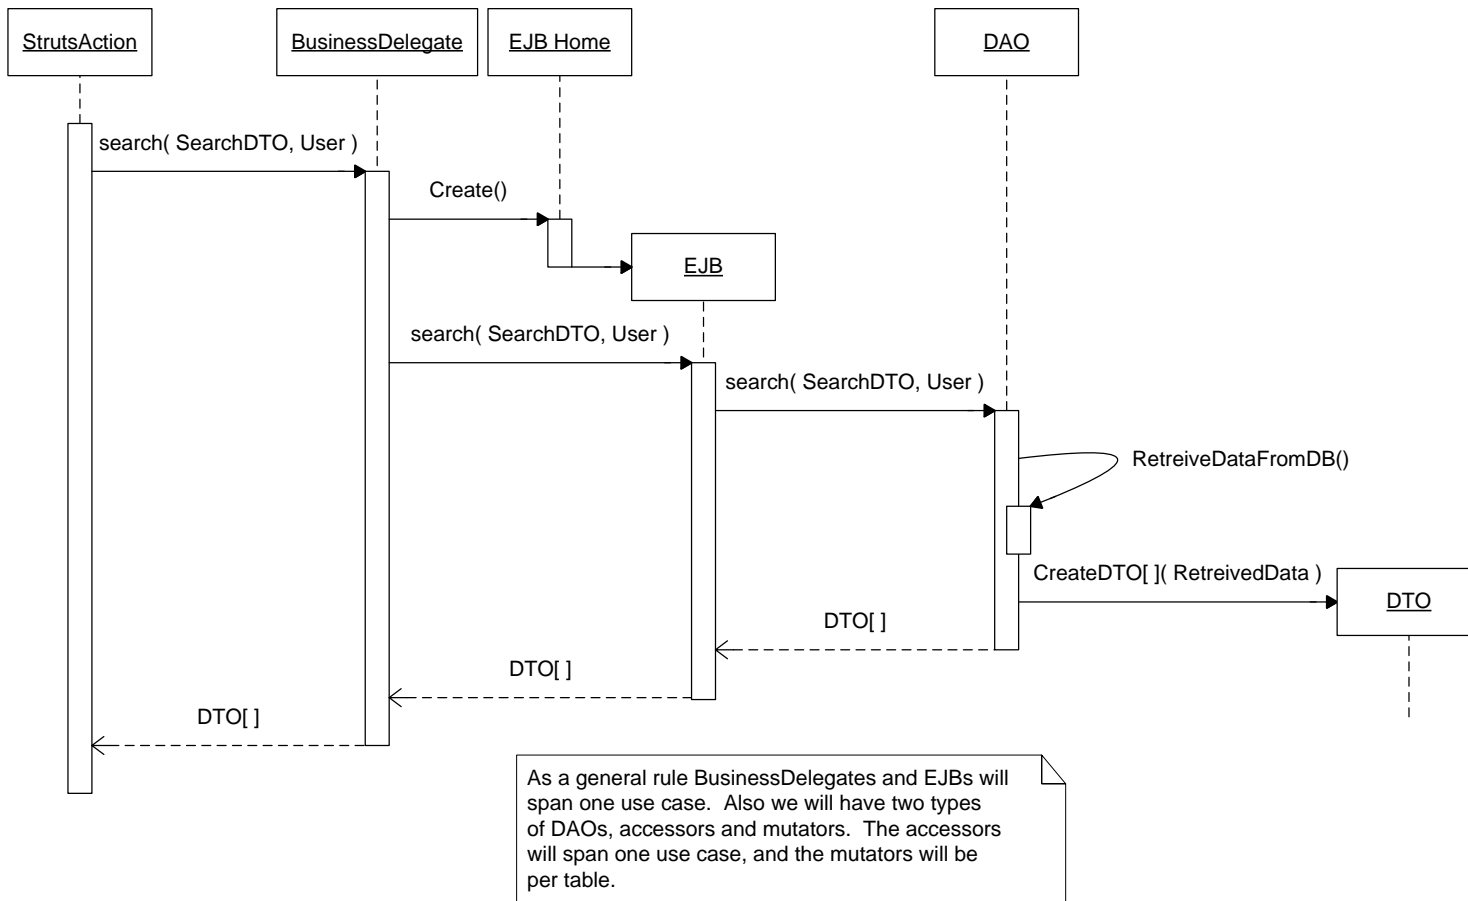 StrutsAction
BusinessDelegate
EJB Home
DAO
search( SearchDTO, User )
Create()
EJB
search( SearchDTO, User )
search( SearchDTO, User )
RetreiveDataFromDB()
CreateDTO[ ]( RetreivedData )
DTO
DTO[ ]
DTO[ ]
DTO[ ]
As a general rule BusinessDelegates and EJBs will
span one use case.  Also we will have two types
of DAOs, accessors and mutators.  The accessors
will span one use case, and the mutators will be
per table.